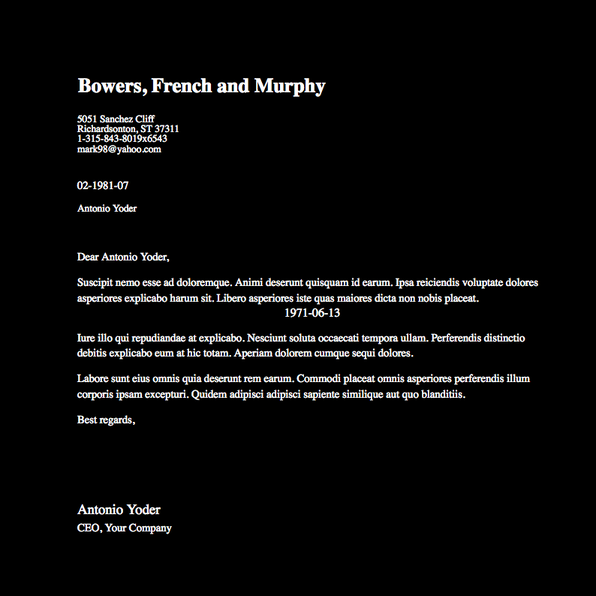 Bowers, French and Murphy
5051 Sanchez Cliff
Richardsonton, ST 37311
1-315-843-8019x6543
mark98@yahoo.com
02-1981-07
Antonio Yoder
Dear Antonio Yoder,
Suscipit nemo esse ad doloremque. Animi deserunt quisquam id earum. Ipsa reiciendis voluptate dolores
asperiores explicabo harum sit. Libero asperiores iste quas maiores dicta non nobis placeat.
1971-06-13
Iure illo qui repudiandae at explicabo. Nesciunt soluta occaecati tempora ullam. Perferendis distinctio
debitis explicabo eum at hic totam. Aperiam dolorem cumque sequi dolores.
Labore sunt eius omnis quia deserunt rem earum. Commodi placeat omnis asperiores perferendis illum
corporis ipsam excepturi. Quidem adipisci adipisci sapiente similique aut quo blanditiis.
Best regards,
Antonio Yoder
CEO, Your Company